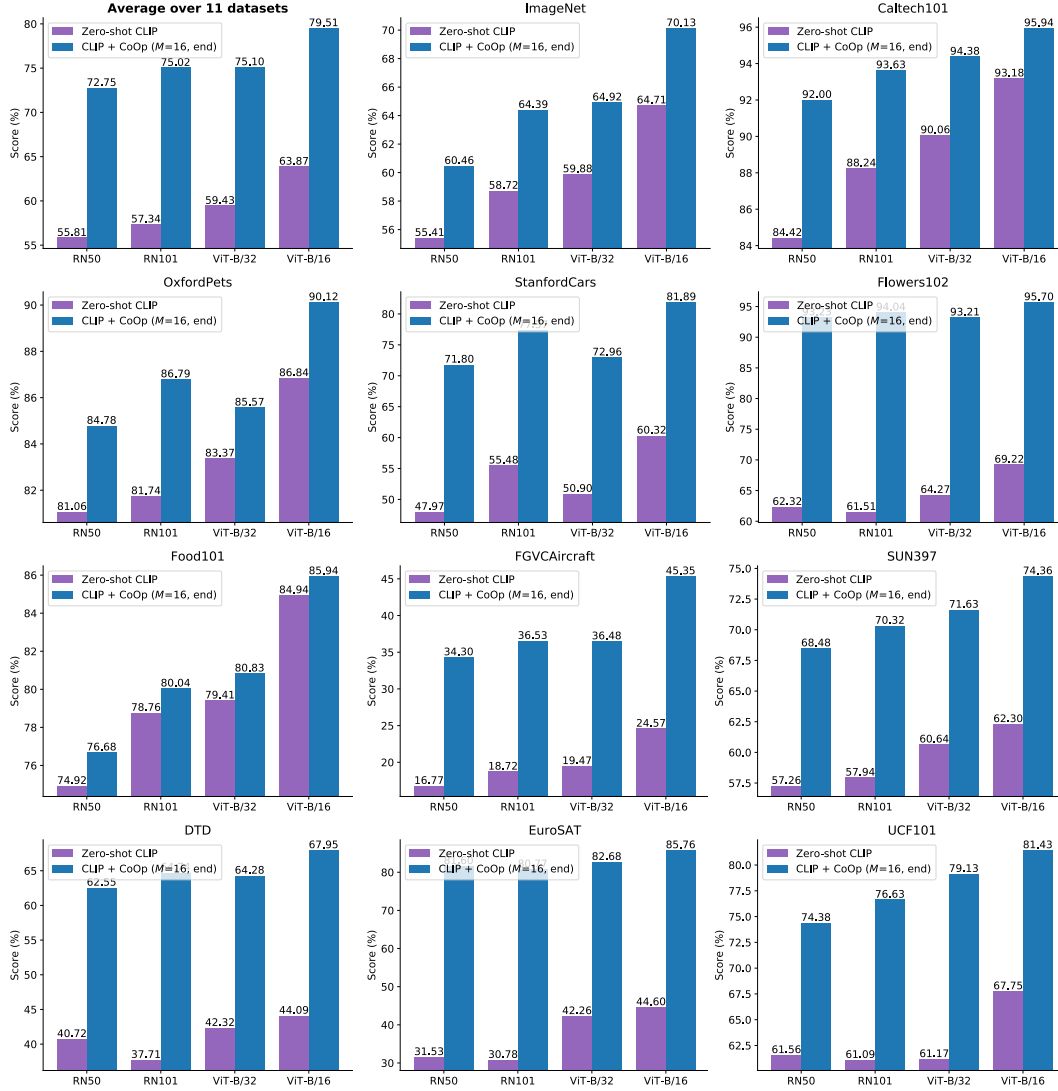 Average over 11 datasets
Zero-shot CLIP
CLIP + CoOp (M=16, end)
Score (%)
80
75
70
65
60
55
55.81
72.75
57.34
75.02
59.43
75.10
63.87
79.51
RN50 RN101 ViT-B/32 ViT-B/16
ImageNet
Zero-shot CLIP
CLIP + CoOp (M=16, end)
Score (%)
70
68
66
64
62
60
58
56
55.41
60.46
58.72
64.39
59.88
64.92
64.71
70.13
RN50 RN101 ViT-B/32 ViT-B/16
Caltech101
Zero-shot CLIP
CLIP + CoOp (M=16, end)
Score (%)
96
94
92
90
88
86
84
84.42
92.00
88.24
93.63
90.06
94.38
93.18
95.94
RN50 RN101 ViT-B/32 ViT-B/16
OxfordPets
Zero-shot CLIP
CLIP + CoOp (M=16, end)
Score (%)
90
88
86
84
82
81.06
84.78
81.74
86.79
83.37
85.57
86.84
90.12
RN50 RN101 ViT-B/32 ViT-B/16
StanfordCars
Zero-shot CLIP
CLIP + CoOp (M=16, end)
Score (%)
80
75
70
65
60
55
50
47.97
71.80
55.48
50.90
72.96
60.32
81.89
RN50 RN101 ViT-B/32 ViT-B/16
Flowers102
Zero-shot CLIP
CLIP + CoOp (M=16, end)
Score (%)
95
90
85
80
75
70
65
60
62.32
61.51
94.04
64.27
93.21
69.22
95.70
RN50 RN101 ViT-B/32 ViT-B/16
Food101
Zero-shot CLIP
CLIP + CoOp (M=16, end)
Score (%)
86
84
82
80
78
76
74.92
76.68
78.76
80.04
79.41
80.83
84.94
85.94
RN50 RN101 ViT-B/32 ViT-B/16
FGVCAircraft
Zero-shot CLIP
CLIP + CoOp (M=16, end)
Score (%)
45
40
35
30
25
20
16.77
34.30
18.72
36.53
19.47
36.48
24.57
45.35
RN50 RN101 ViT-B/32 ViT-B/16
SUN397
Zero-shot CLIP
CLIP + CoOp (M=16, end)
Score (%)
75.0
72.5
70.0
67.5
65.0
62.5
60.0
57.5
57.26
68.48
57.94
70.32
60.64
71.63
62.30
74.36
RN50 RN101 ViT-B/32 ViT-B/16
DTD
Zero-shot CLIP
CLIP + CoOp (M=16, end)
Score (%)
65
60
55
50
45
40
40.72
62.55
37.71
42.32
64.28
44.09
67.95
RN50 RN101 ViT-B/32 ViT-B/16
EuroSAT
Zero-shot CLIP
CLIP + CoOp (M=16, end)
Score (%)
80
70
60
50
40
30
31.53
30.78
42.26
82.68
44.60
85.76
RN50 RN101 ViT-B/32 ViT-B/16
UCF101
Zero-shot CLIP
CLIP + CoOp (M=16, end)
Score (%)
80.0
77.5
75.0
72.5
70.0
67.5
65.0
62.5
61.56
74.38
61.09
76.63
61.17
79.13
67.75
81.43
RN50 RN101 ViT-B/32 ViT-B/16